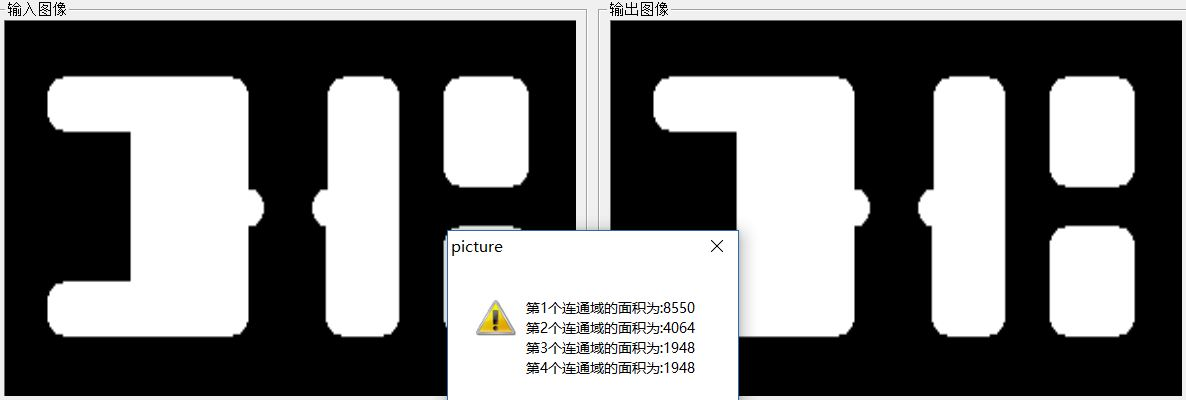 输入图像
输出图像
picture
第1个连通域的面积为:8550
第2个连通域的面积为:4064
第3个连通域的面积为:1948
第4个连通域的面积为:1948